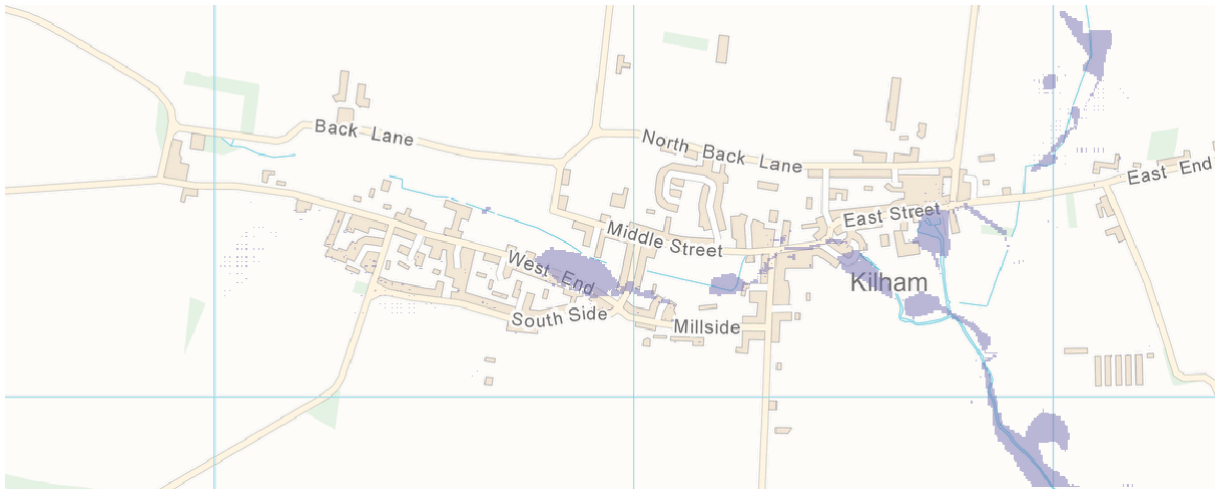 Back Lane
North Back Lane
East End
East Street
Middle Street
West End
Kilham
South Side
Millside